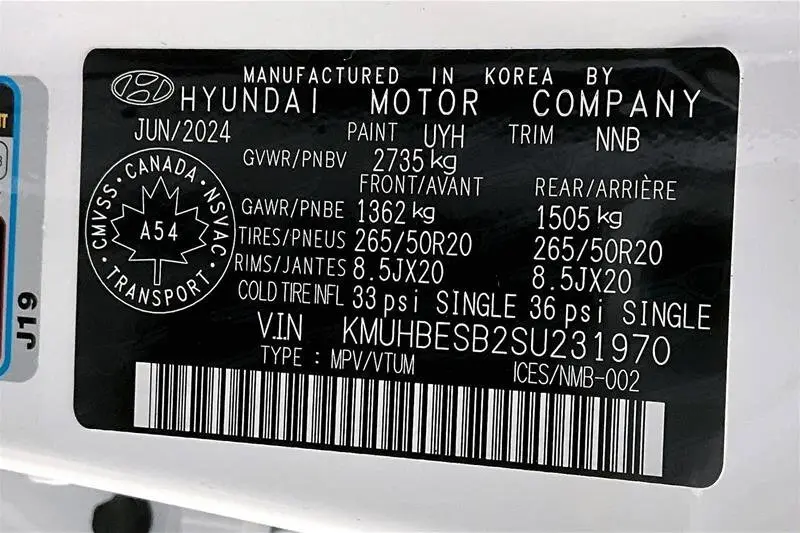 MANUFACTURED IN KOREA BY
HYUNDAI MOTOR COMPANY
JUN/2024 PAINT UYH TRIM NNB
GVWR/PNBV 2735 kg
FRONT/AVANT REAR/ARRIÈRE
GAWR/PNBE 1362 kg 1505 kg
TIRES/PNEUS 265/50R20 265/50R20
RIMS/JANTES 8.5JX20 8.5JX20
COLD TIRE INFL 33 psi SINGLE 36 psi SINGLE
V.I.N KMUHBESB2SU231970
TYPE : MPV/VTUM ICES/NMB-002
CMVSS • CANADA • NSVAC • TRANSPORT •
A54
J19